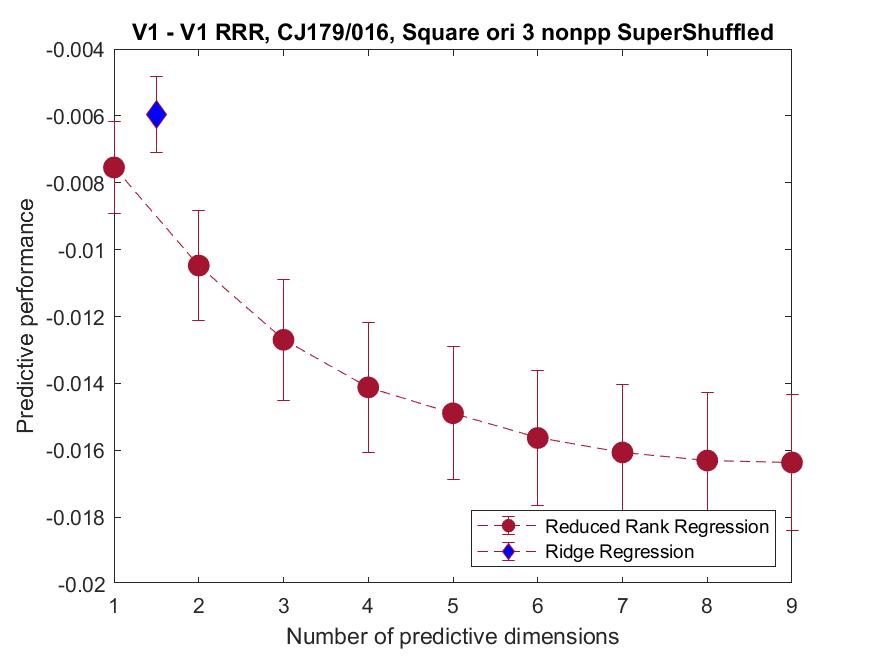 V1 - V1 RRR, CJ179/016, Square ori 3 nonpp SuperShuffled
-0.004
-0.006
-0.008
-0.01
-0.012
-0.014
-0.016
-0.018
-0.02
Predictive performance
Reduced Rank Regression
Ridge Regression
1 2 3 4 5 6 7 8 9
Number of predictive dimensions